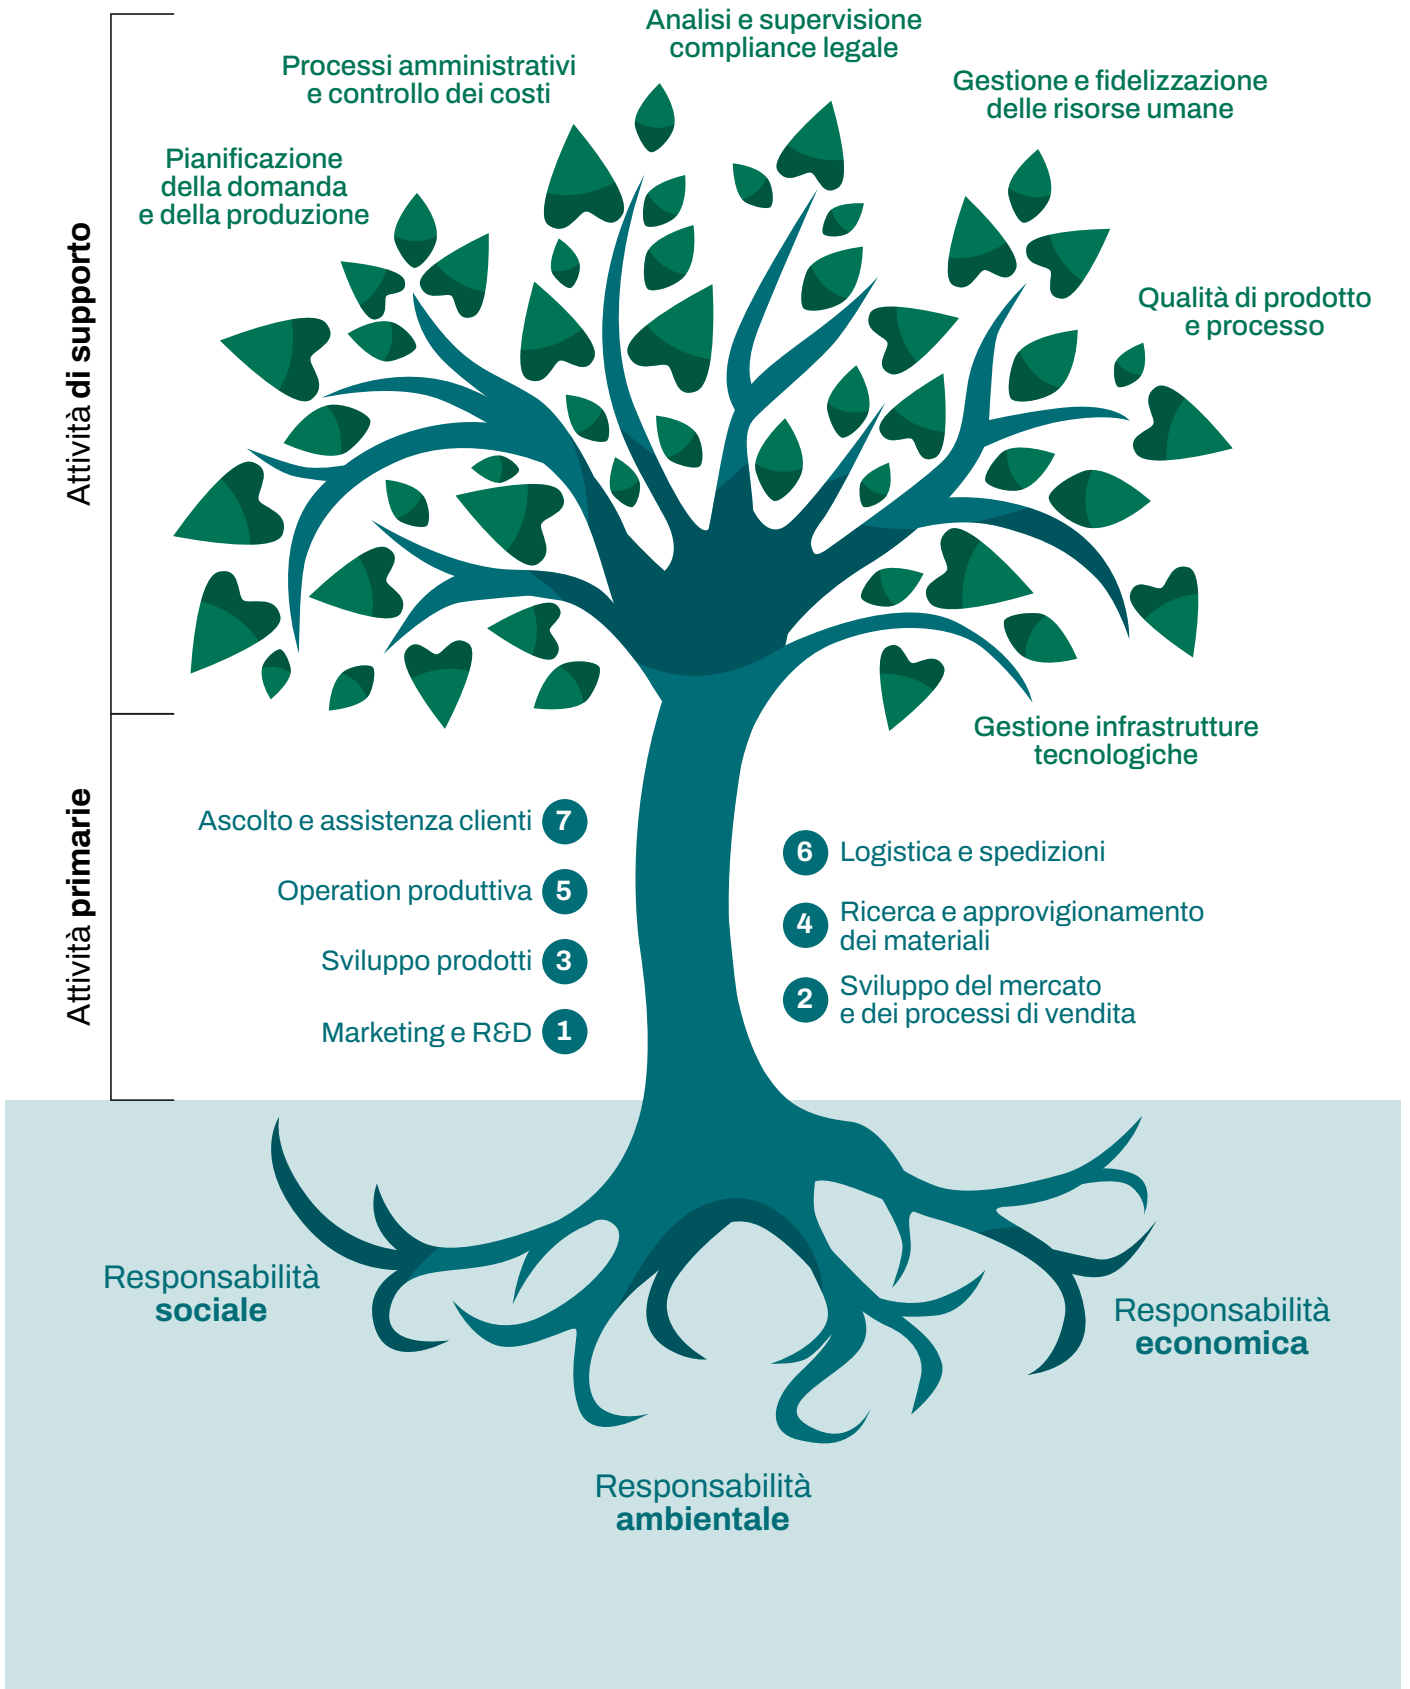 Analisi e supervisione
compliance legale
Processi amministrativi
e controllo dei costi
Gestione e fidelizzazione
delle risorse umane
Pianificazione
della domanda
e della produzione
Qualità di prodotto
e processo
Attività di supporto
Gestione infrastrutture
tecnologiche
Attività primarie
Ascolto e assistenza clienti 7
6 Logistica e spedizioni
Operation produttiva 5
4 Ricerca e approvigionamento
dei materiali
Sviluppo prodotti 3
2 Sviluppo del mercato
e dei processi di vendita
Marketing e R&D 1
Responsabilità
sociale
Responsabilità
economica
Responsabilità
ambientale